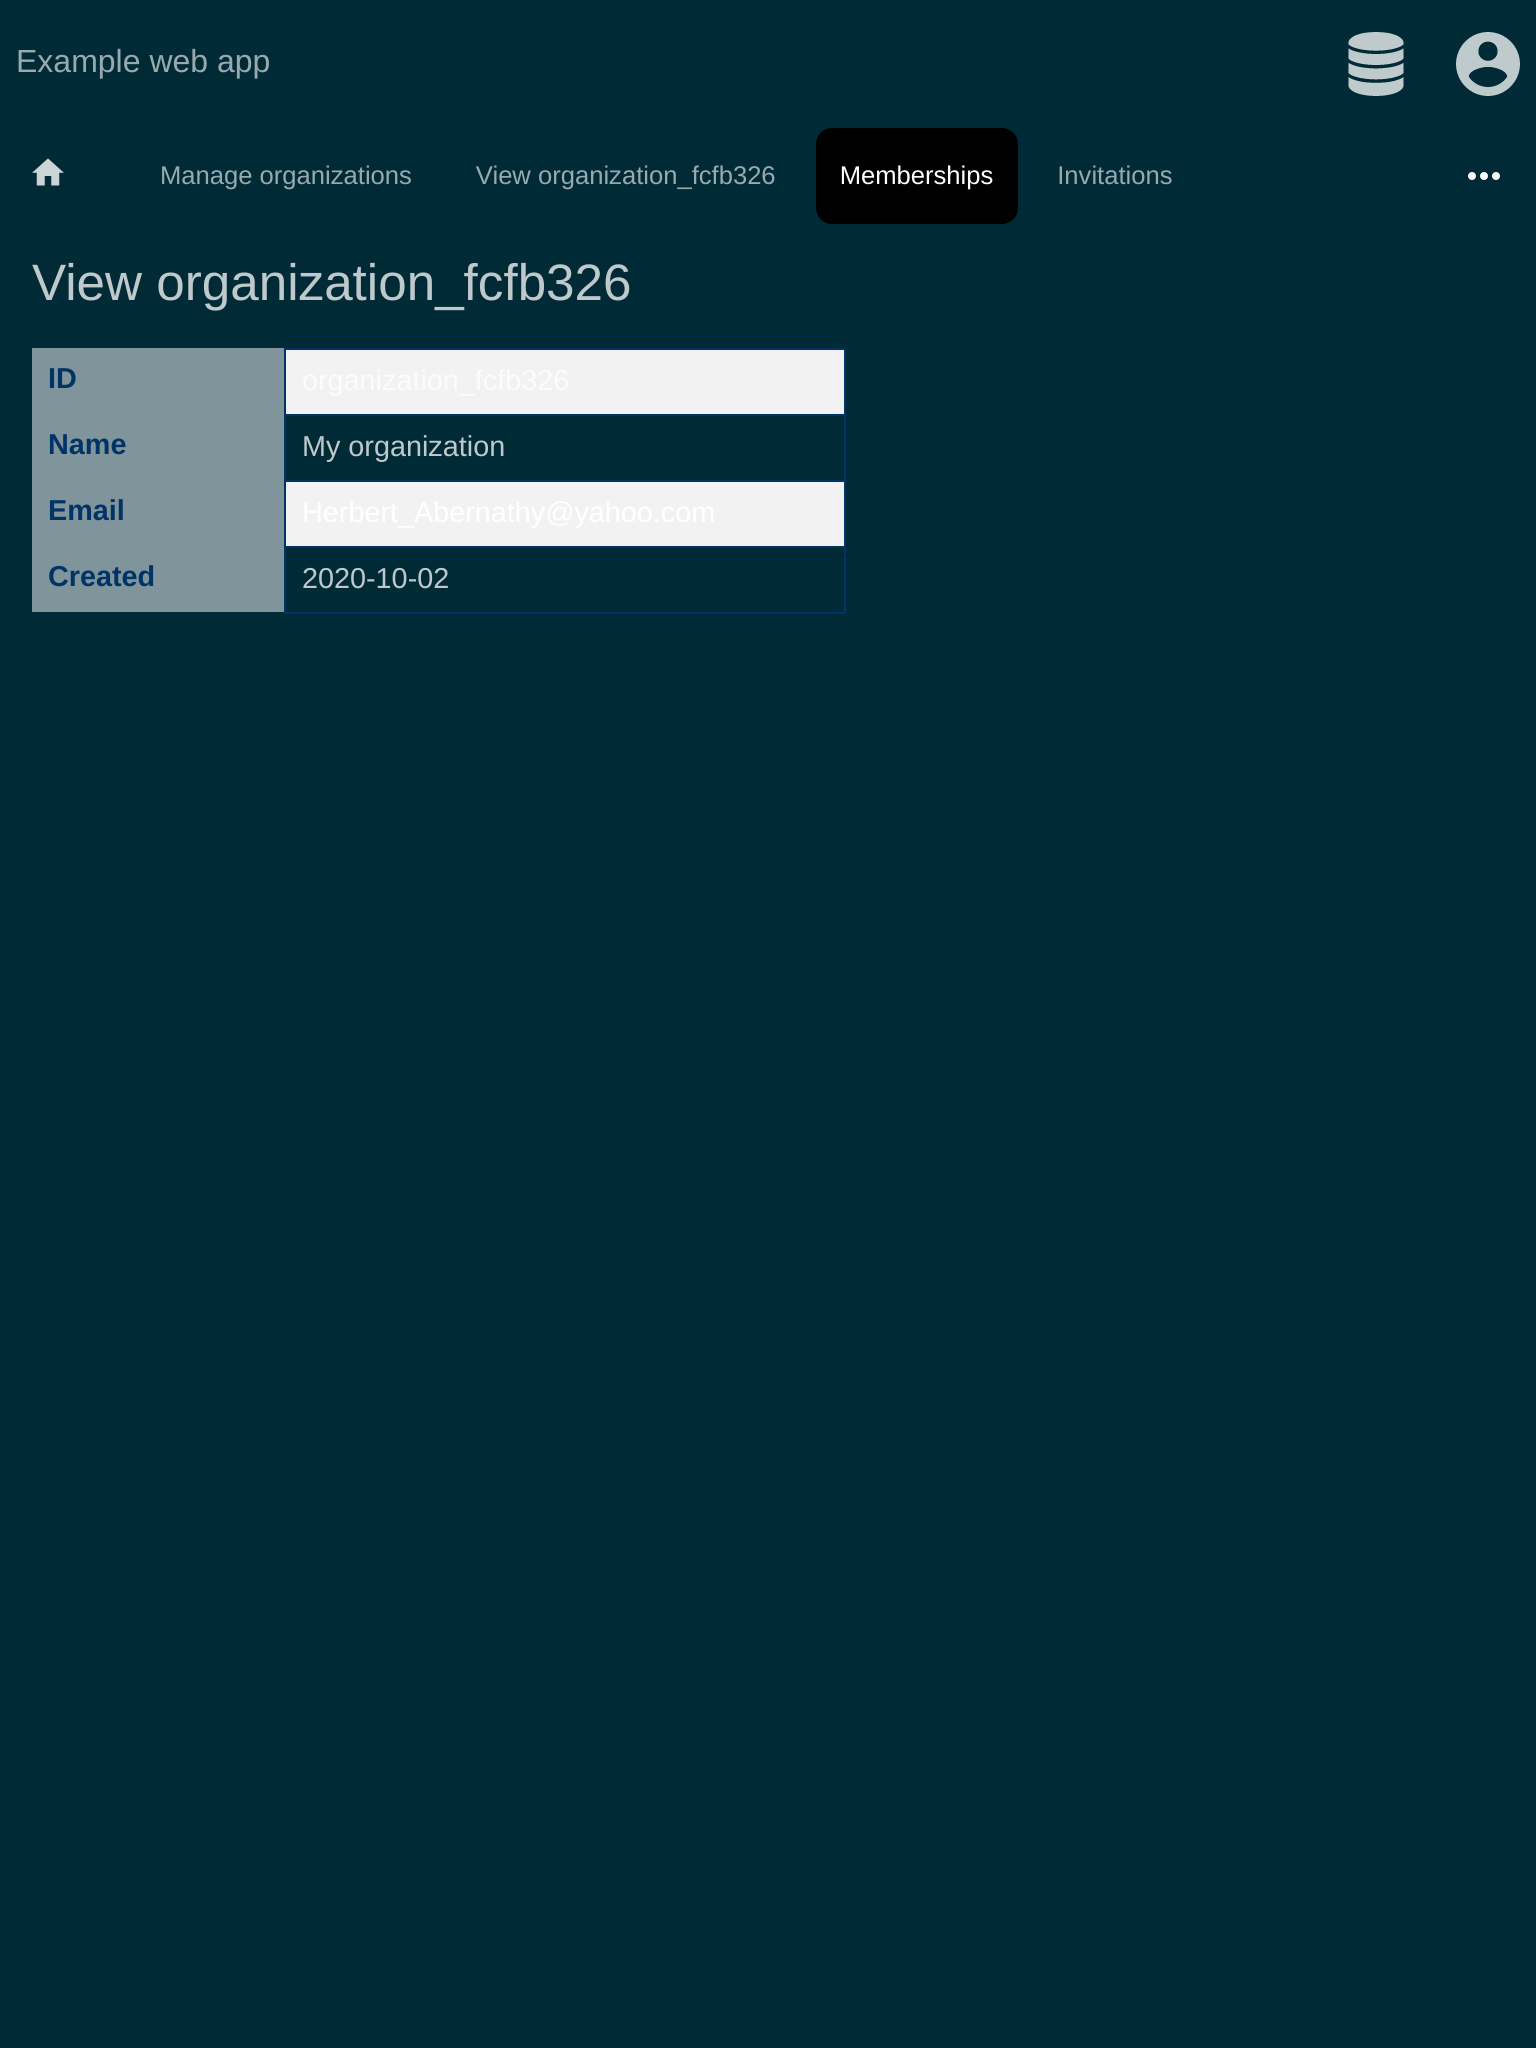 Example web app
Manage organizations View organization_fcfb326 Memberships Invitations
View organization_fcfb326
ID organization_fcfb326
Name My organization
Email Herbert_Abernathy@yahoo.com
Created 2020-10-02